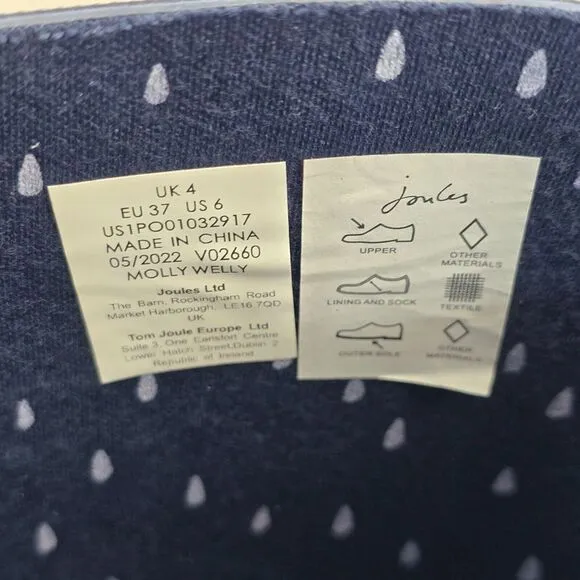 UK 4
EU 37 US 6
US1PO01032917
MADE IN CHINA
05/2022 V02660
MOLLY WELLY
Joules Ltd
The Barn, Rockingham Road
Market Harborough, LE16 7QD
UK
Tom Joule Europe Ltd
Suite 3, One Earlsfort Centre
Lower Hatch Street, Dublin 2
Republic of Ireland
Joules
UPPER
OTHER
MATERIALS
LINING AND SOCK
TEXTILE
OUTER SOLE
OTHER
MATERIALS